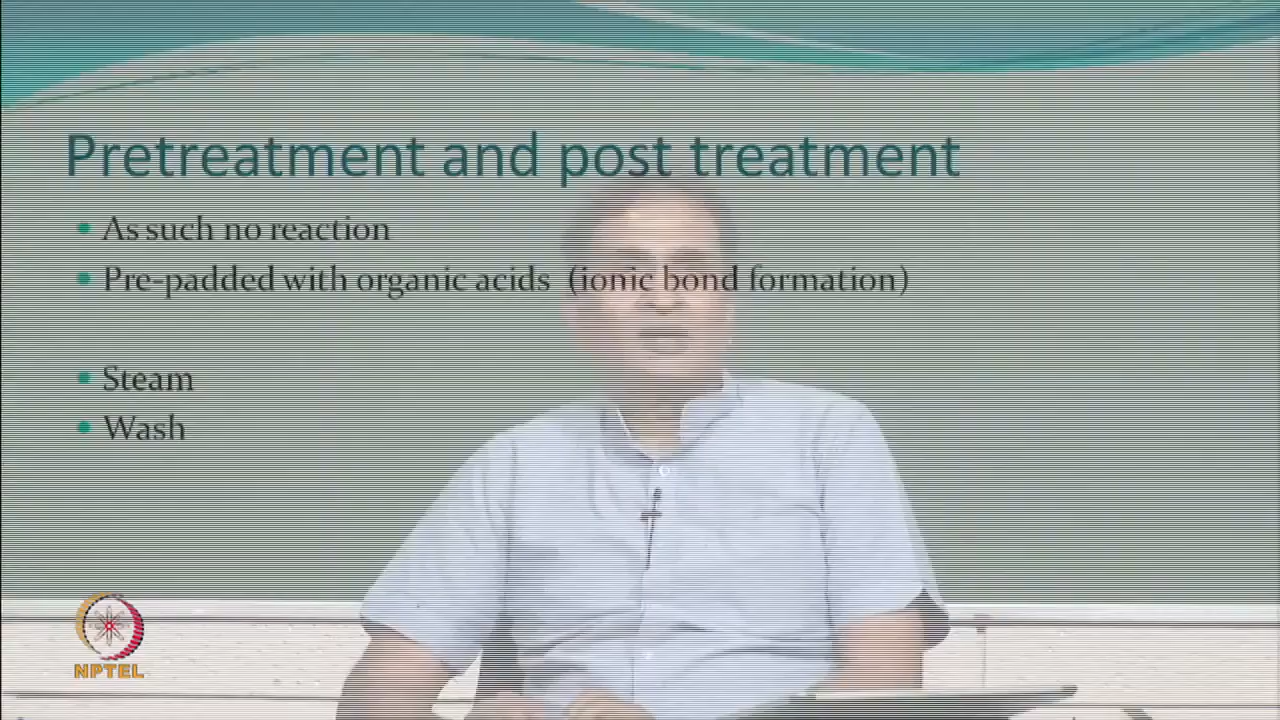 Pretreatment and post treatment
As such no reaction
Pre-padded with organic acids (ionic bond formation)
Steam
Wash
NPTEL